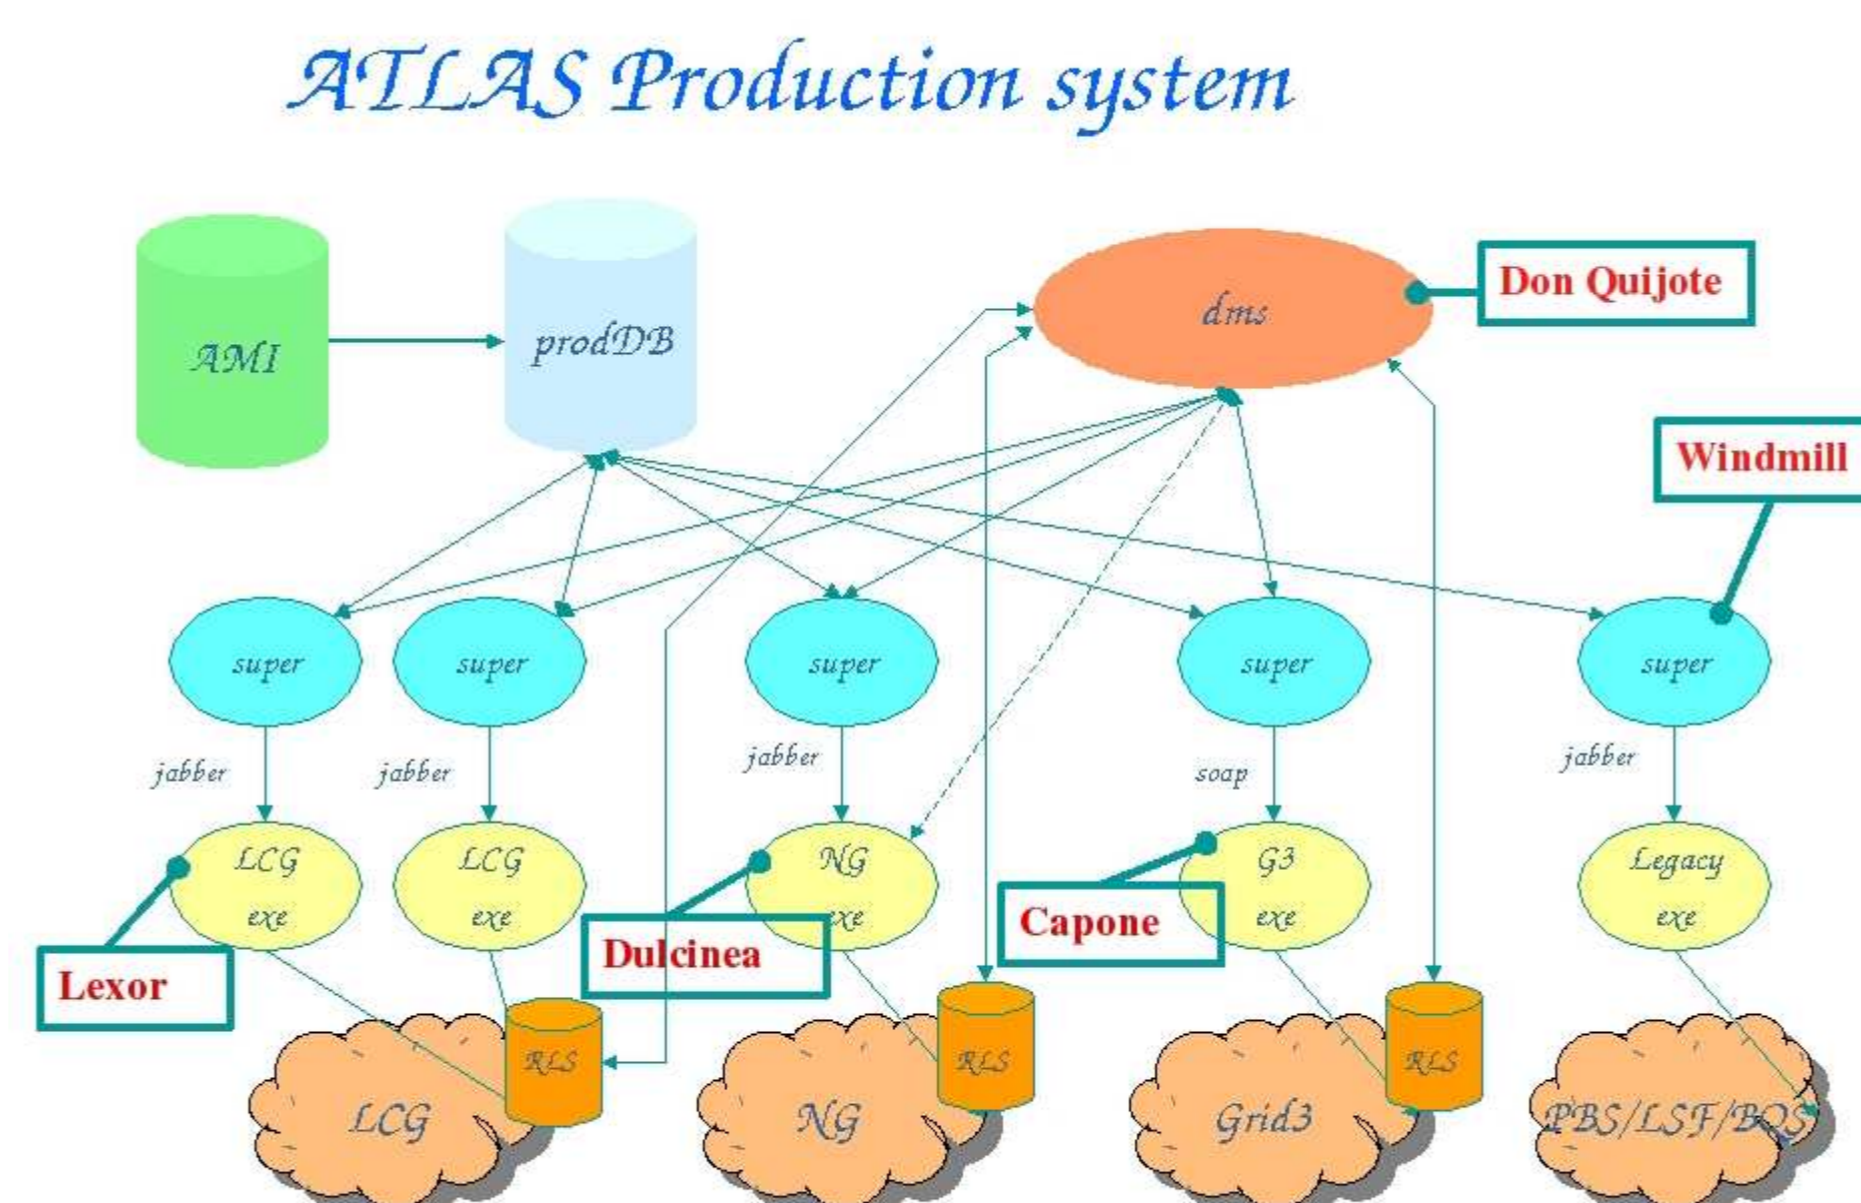 ATLAS Production system
AMI
prodDB
dms
Don Quijote
Windmill
super
super
super
super
super
jabber
jabber
jabber
soap
jabber
LCG
exe
LCG
exe
NG
exe
G3
exe
Legacy
exe
Lexor
Dulcinea
Capone
RLS
RLS
RLS
LCG
NG
Grid3
PBS/LSF/BQS